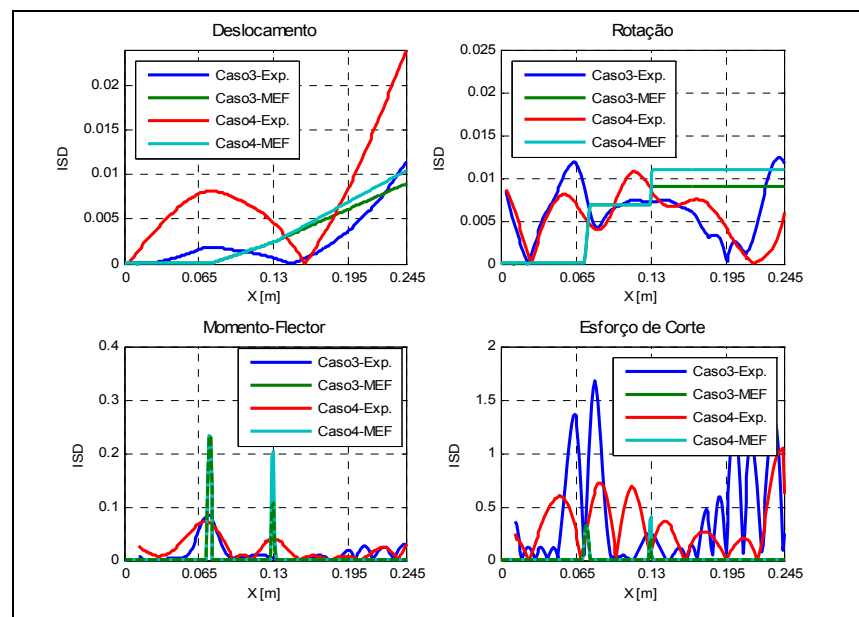 Deslocamento
0.02
0.015
0.01
0.005
0
ISD
Caso3-Exp.
Caso3-MEF
Caso4-Exp.
Caso4-MEF
0
0.065
0.13
0.195
0.245
X [m]
Rotação
0.025
0.02
0.015
0.01
0.005
0
ISD
Caso3-Exp.
Caso3-MEF
Caso4-Exp.
Caso4-MEF
0
0.065
0.13
0.195
0.245
X [m]
Momento-Flector
0.4
0.3
0.2
0.1
0
ISD
Caso3-Exp.
Caso3-MEF
Caso4-Exp.
Caso4-MEF
0
0.065
0.13
0.195
0.245
X [m]
Esforço de Corte
2
1.5
1
0.5
0
ISD
Caso3-Exp.
Caso3-MEF
Caso4-Exp.
Caso4-MEF
0
0.065
0.13
0.195
0.245
X [m]